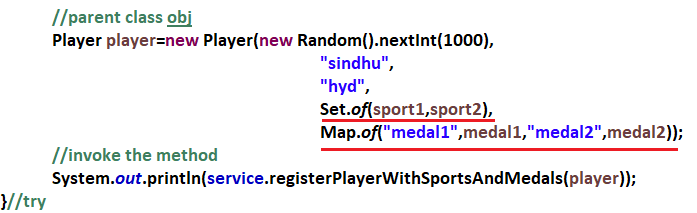 //parent class obj
Player player=new Player(new Random().nextInt(1000),
"sindhu",
"hyd",
Set.of(sport1,sport2),
Map.of("medal1",medal1,"medal2",medal2));
//invoke the method
System.out.println(service.registerPlayerWithSportsAndMedals(player));
}//try